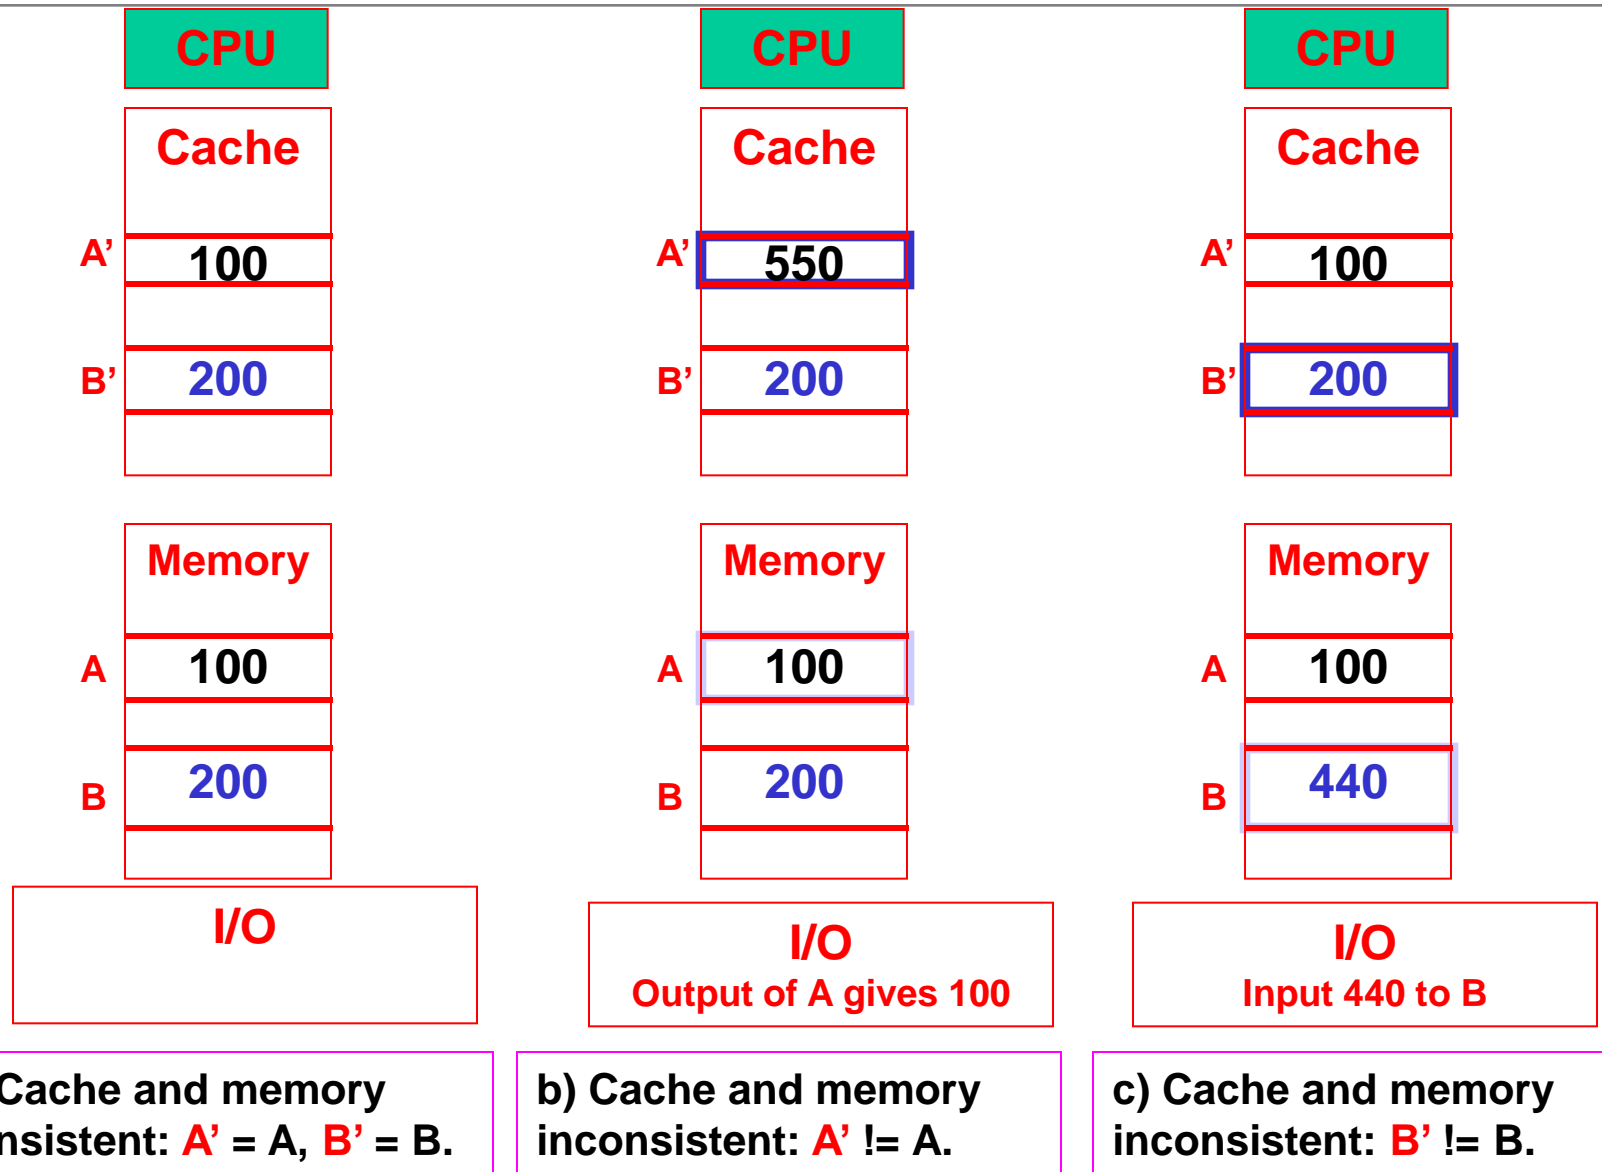 CPU
Cache
A’ 100
B’ 200
Memory
A 100
B 200
I/O
Cache and memory
nsistent: A’ = A, B’ = B.
CPU
Cache
A’ 550
B’ 200
Memory
A 100
B 200
I/O
Output of A gives 100
b) Cache and memory
inconsistent: A’ != A.
CPU
Cache
A’ 100
B’ 200
Memory
A 100
B 440
I/O
Input 440 to B
c) Cache and memory
inconsistent: B’ != B.